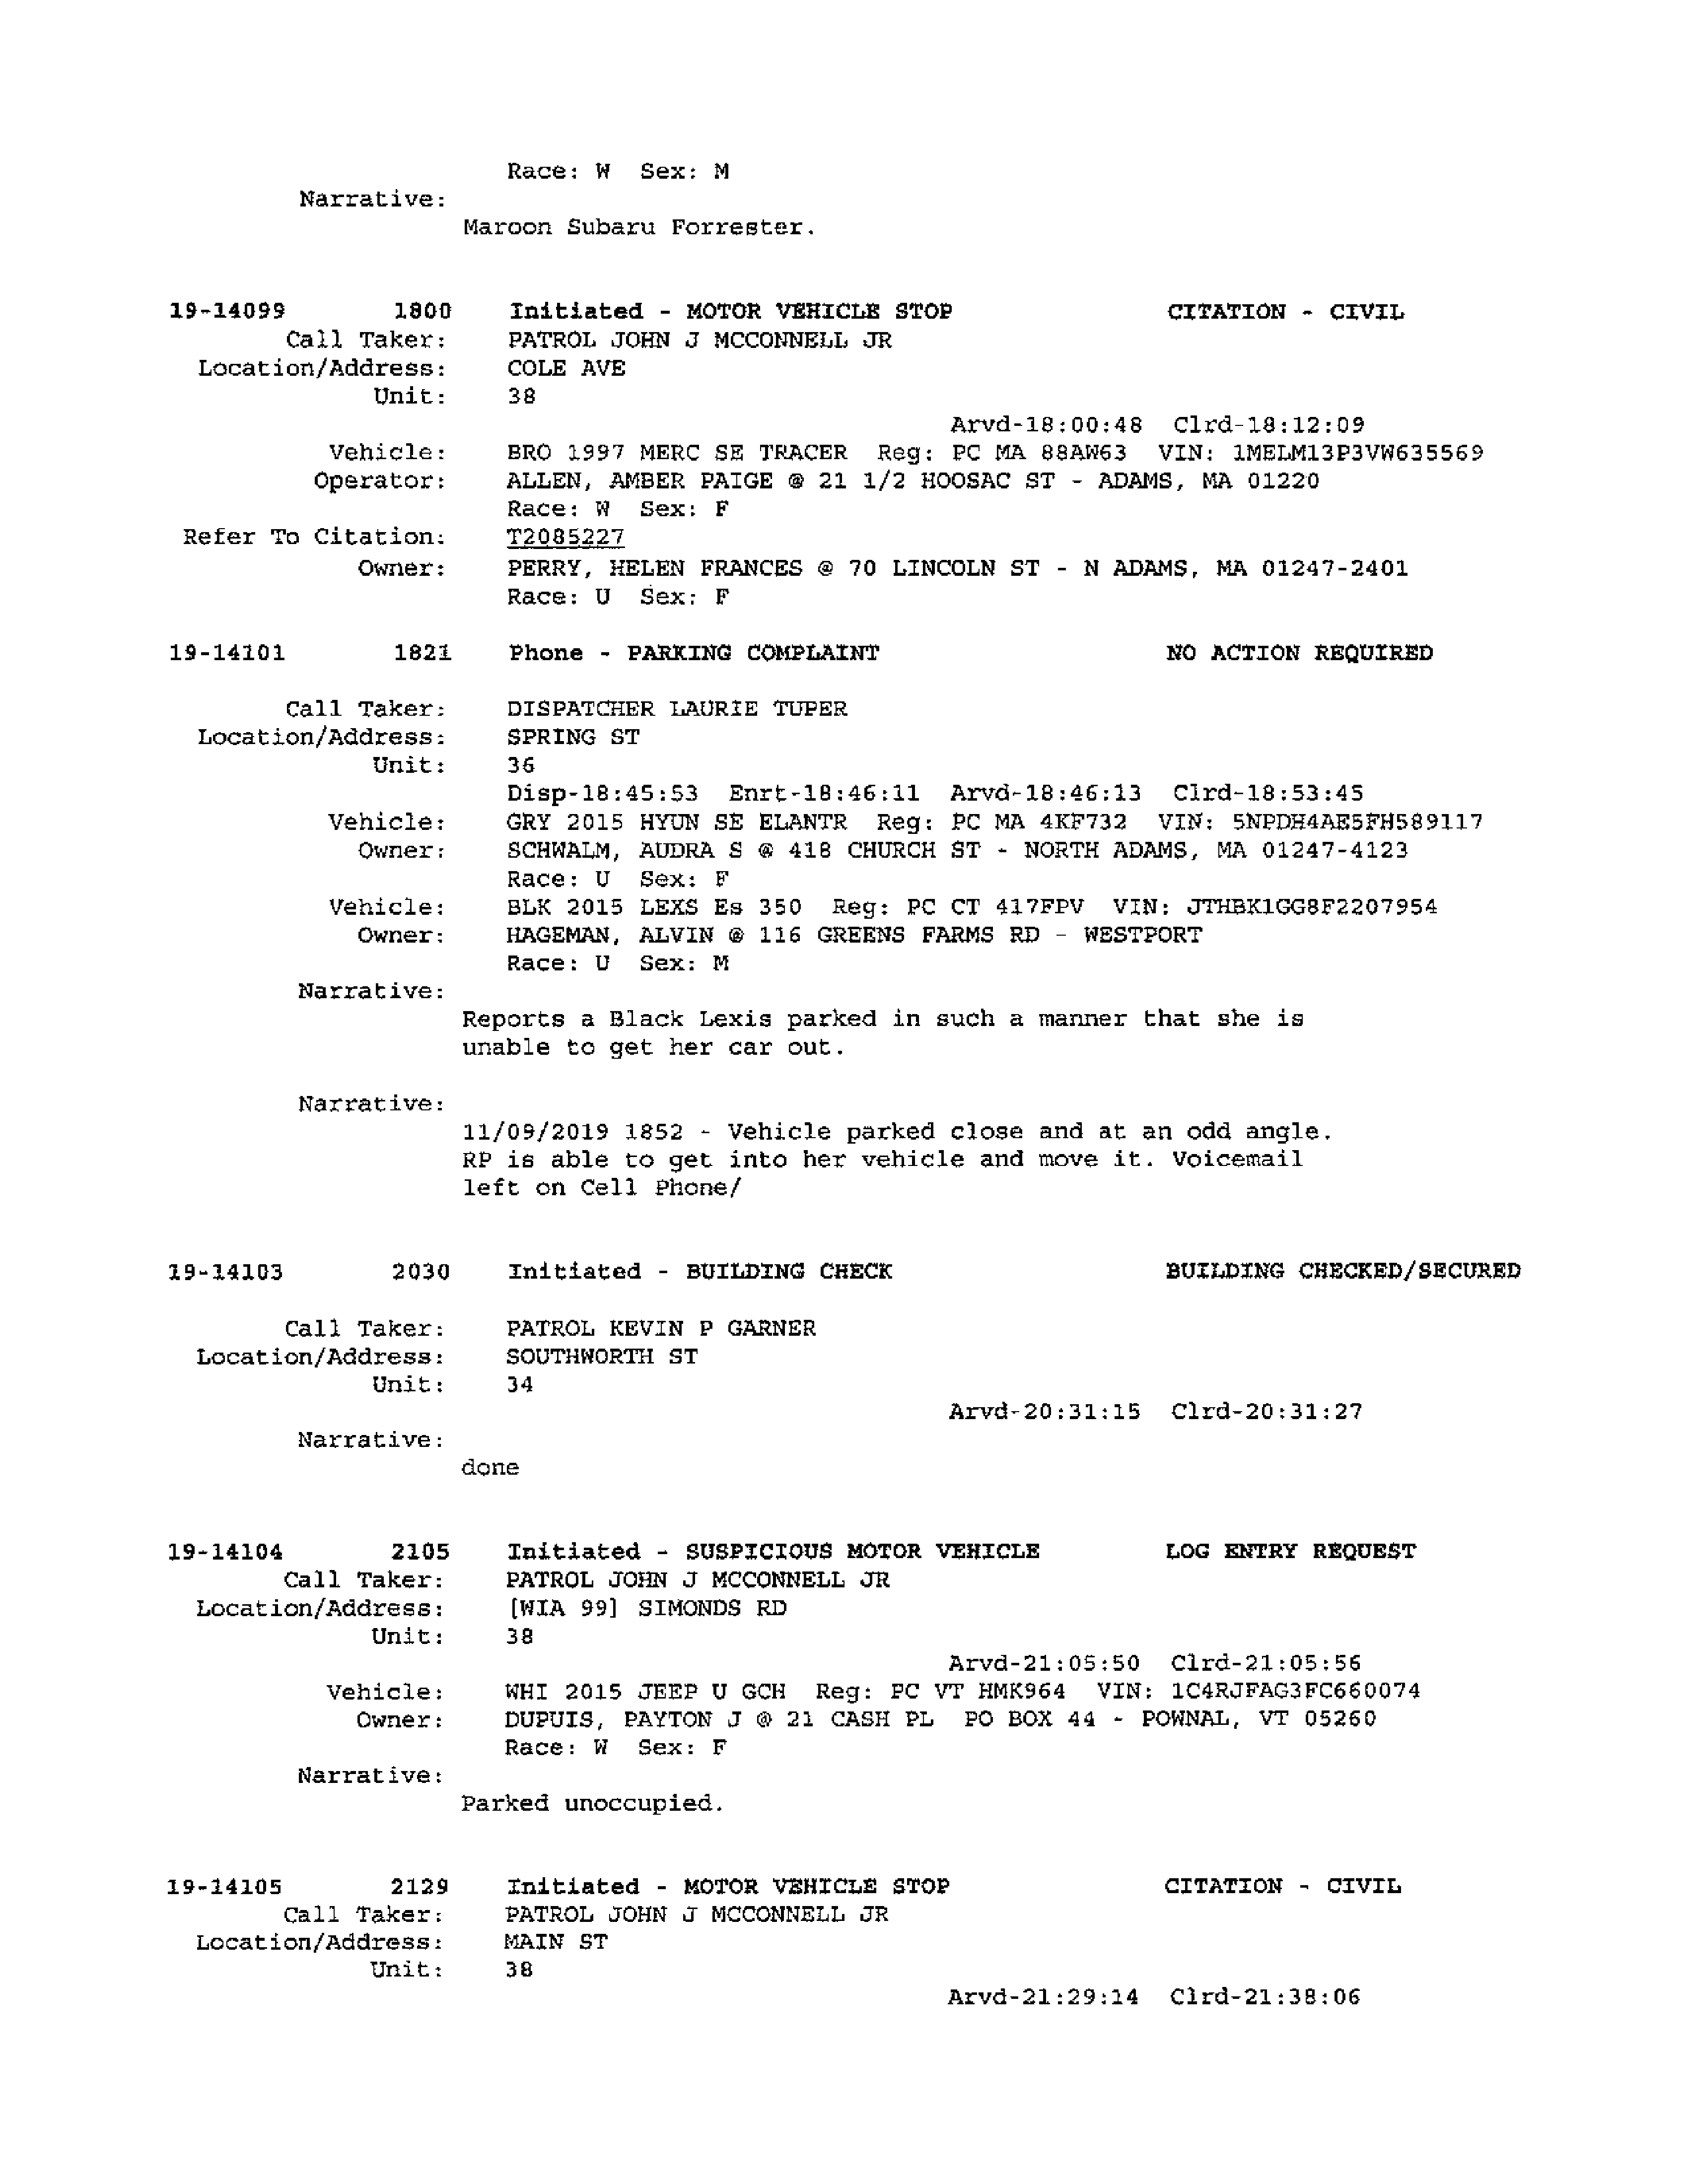 Race: W Sex: M
Narrative:
Maroon Subaru Forrester.
19-14099 1800 Initiated - MOTOR VEHICLE STOP CITATION - CIVIL
Call Taker: PATROL JOHN J MCCONNELL JR
Location/Address: COLE AVE
Unit: 38
Arvd-18:00:48 Clrd-18:12:09
Vehicle: BRO 1997 MERC SE TRACER Reg: PC MA 88AW63 VIN: 1MELM13P3VW635569
Operator: ALLEN, AMBER PAIGE @ 21 1/2 HOOSAC ST - ADAMS, MA 01220
Race: W Sex: F
Refer To Citation: T2085227
Owner: PERRY, HELEN FRANCES @ 70 LINCOLN ST - N ADAMS, MA 01247-2401
Race: U Sex: F
19-14101 1821 Phone - PARKING COMPLAINT NO ACTION REQUIRED
Call Taker: DISPATCHER LAURIE TUPER
Location/Address: SPRING ST
Unit: 36
Disp-18:45:53 Enrt-18:46:11 Arvd-18:46:13 Clrd-18:53:45
Vehicle: GRY 2015 HYUN SE ELANTR Reg: PC MA 4KF732 VIN: 5NPDH4AE5FH589117
Owner: SCHWALM, AUDRA S @ 418 CHURCH ST - NORTH ADAMS, MA 01247-4123
Race: U Sex: F
Vehicle: BLK 2015 LEXS Es 350 Reg: PC CT 417FPV VIN: JTHBK1GG8F2207954
Owner: HAGEMAN, ALVIN @ 116 GREENS FARMS RD - WESTPORT
Race: U Sex: M
Narrative:
Reports a Black Lexis parked in such a manner that she is
unable to get her car out.
Narrative:
11/09/2019 1852 - Vehicle parked close and at an odd angle.
RP is able to get into her vehicle and move it. Voicemail
left on Cell Phone/
19-14103 2030 Initiated - BUILDING CHECK BUILDING CHECKED/SECURED
Call Taker: PATROL KEVIN P GARNER
Location/Address: SOUTHWORTH ST
Unit: 34
Arvd-20:31:15 Clrd-20:31:27
Narrative:
done
19-14104 2105 Initiated - SUSPICIOUS MOTOR VEHICLE LOG ENTRY REQUEST
Call Taker: PATROL JOHN J MCCONNELL JR
Location/Address: [WIA 99] SIMONDS RD
Unit: 38
Arvd-21:05:50 Clrd-21:05:56
Vehicle: WHI 2015 JEEP U GCH Reg: PC VT HMK964 VIN: 1C4RJFAG3FC660074
Owner: DUPUIS, PAYTON J @ 21 CASH PL PO BOX 44 - POWNAL, VT 05260
Race: W Sex: F
Narrative:
Parked unoccupied.
19-14105 2129 Initiated - MOTOR VEHICLE STOP CITATION - CIVIL
Call Taker: PATROL JOHN J MCCONNELL JR
Location/Address: MAIN ST
Unit: 38
Arvd-21:29:14 Clrd-21:38:06